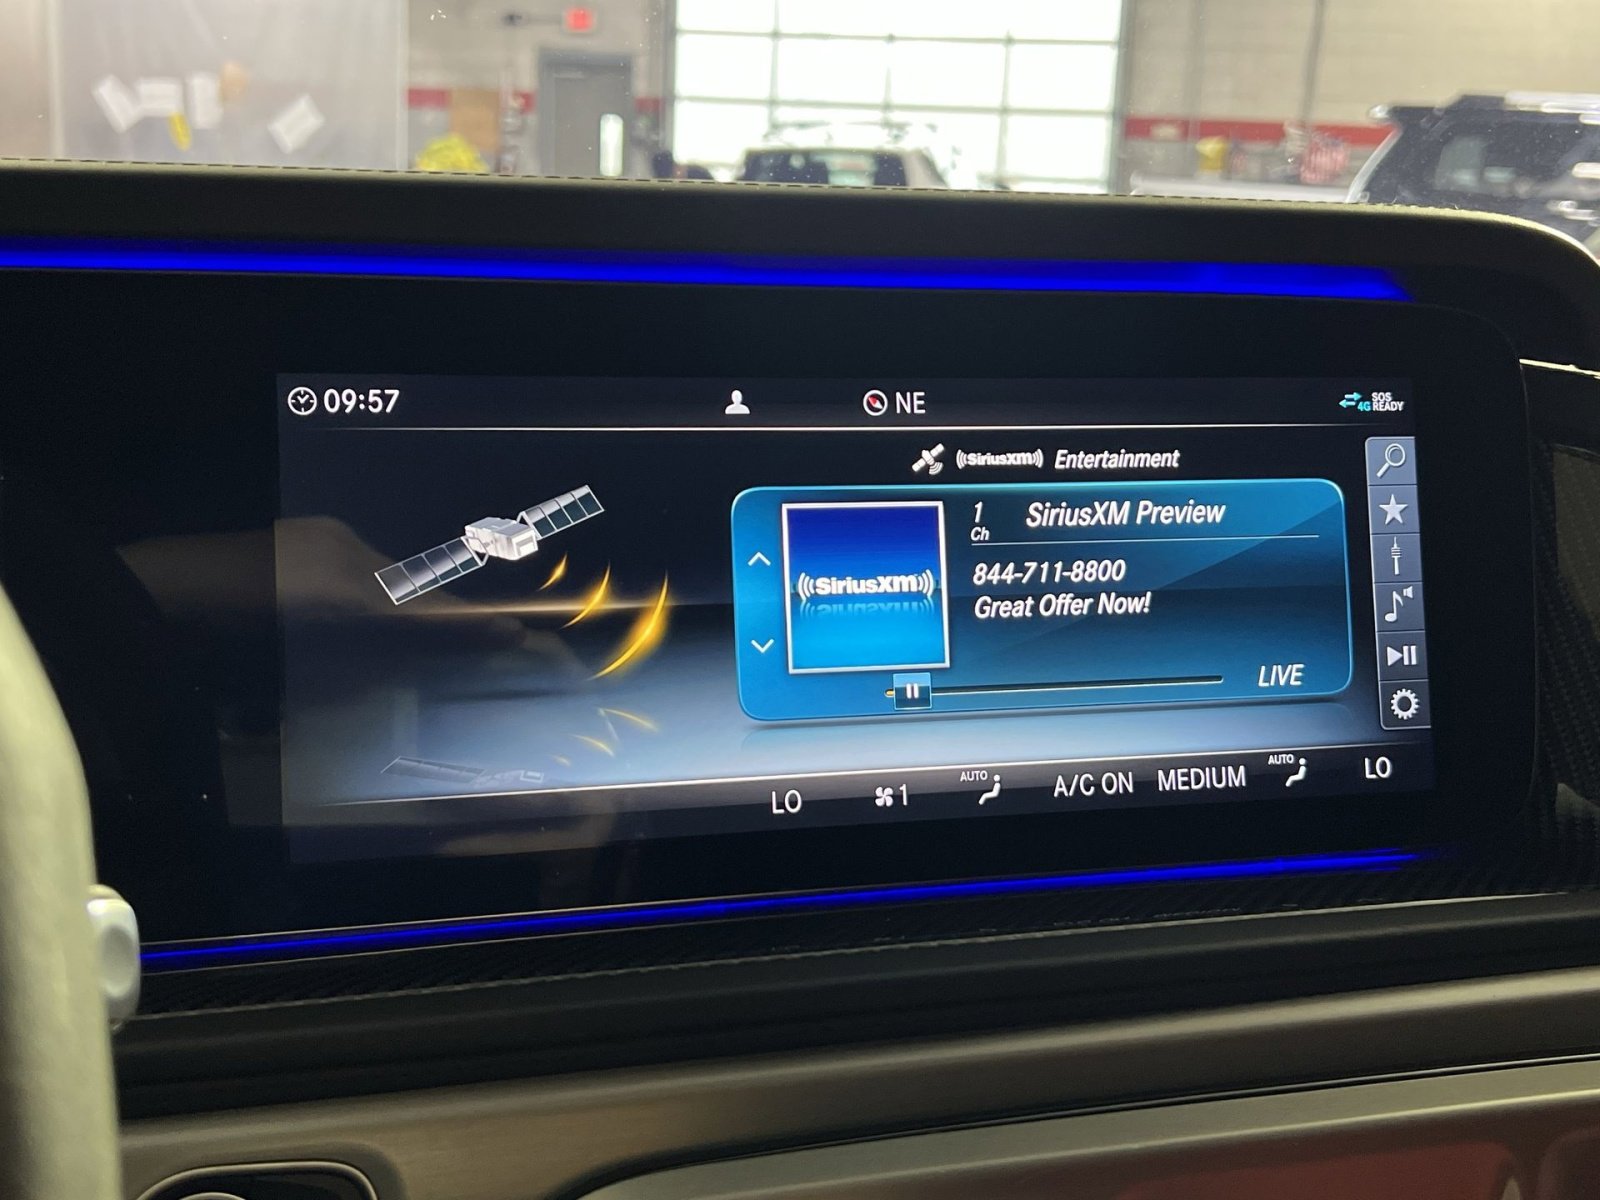 09:57
NE
4G SOS READY
((SiriusXM)) Entertainment
1
Ch
SiriusXM Preview
((SiriusXM))
844-711-8800
Great Offer Now!
LIVE
LO
1
AUTO
A/C ON
MEDIUM
AUTO
LO